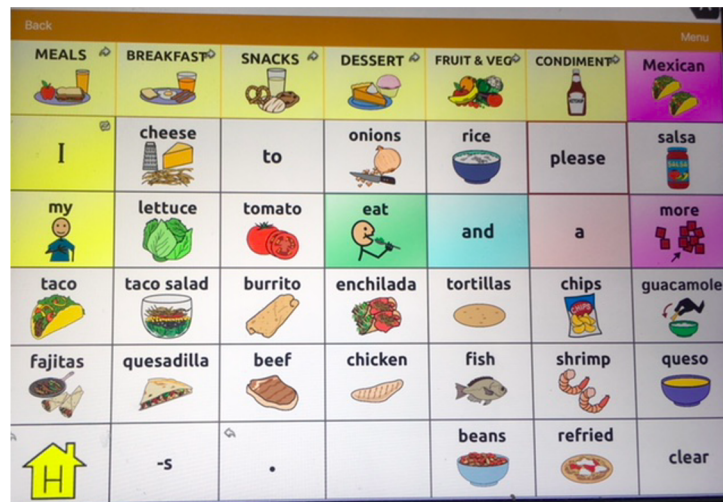 Back
Menu
MEALS BREAKFAST SNACKS DESSERT FRUIT & VEG CONDIMENT Mexican
I cheese to onions rice please salsa
KETCHUP
SALSA
my lettuce tomato eat and a more
taco taco salad burrito enchilada tortillas chips guacamole
CHIPS
fajitas quesadilla beef chicken fish shrimp queso
H -s . beans refried clear